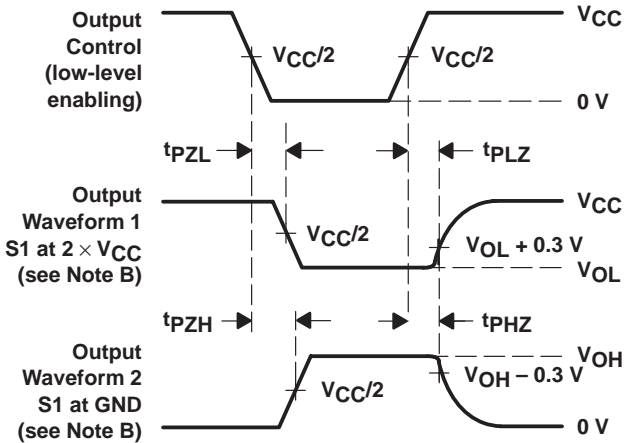 Output
Control
(low-level
enabling)
VCC
VCC/2
VCC/2
0 V
tPZL
tPLZ
Output
Waveform 1
S1 at 2 × VCC
(see Note B)
VCC
VCC/2
VOL + 0.3 V
VOL
tPZH
tPHZ
Output
Waveform 2
S1 at GND
(see Note B)
VOH
VCC/2
VOH − 0.3 V
0 V